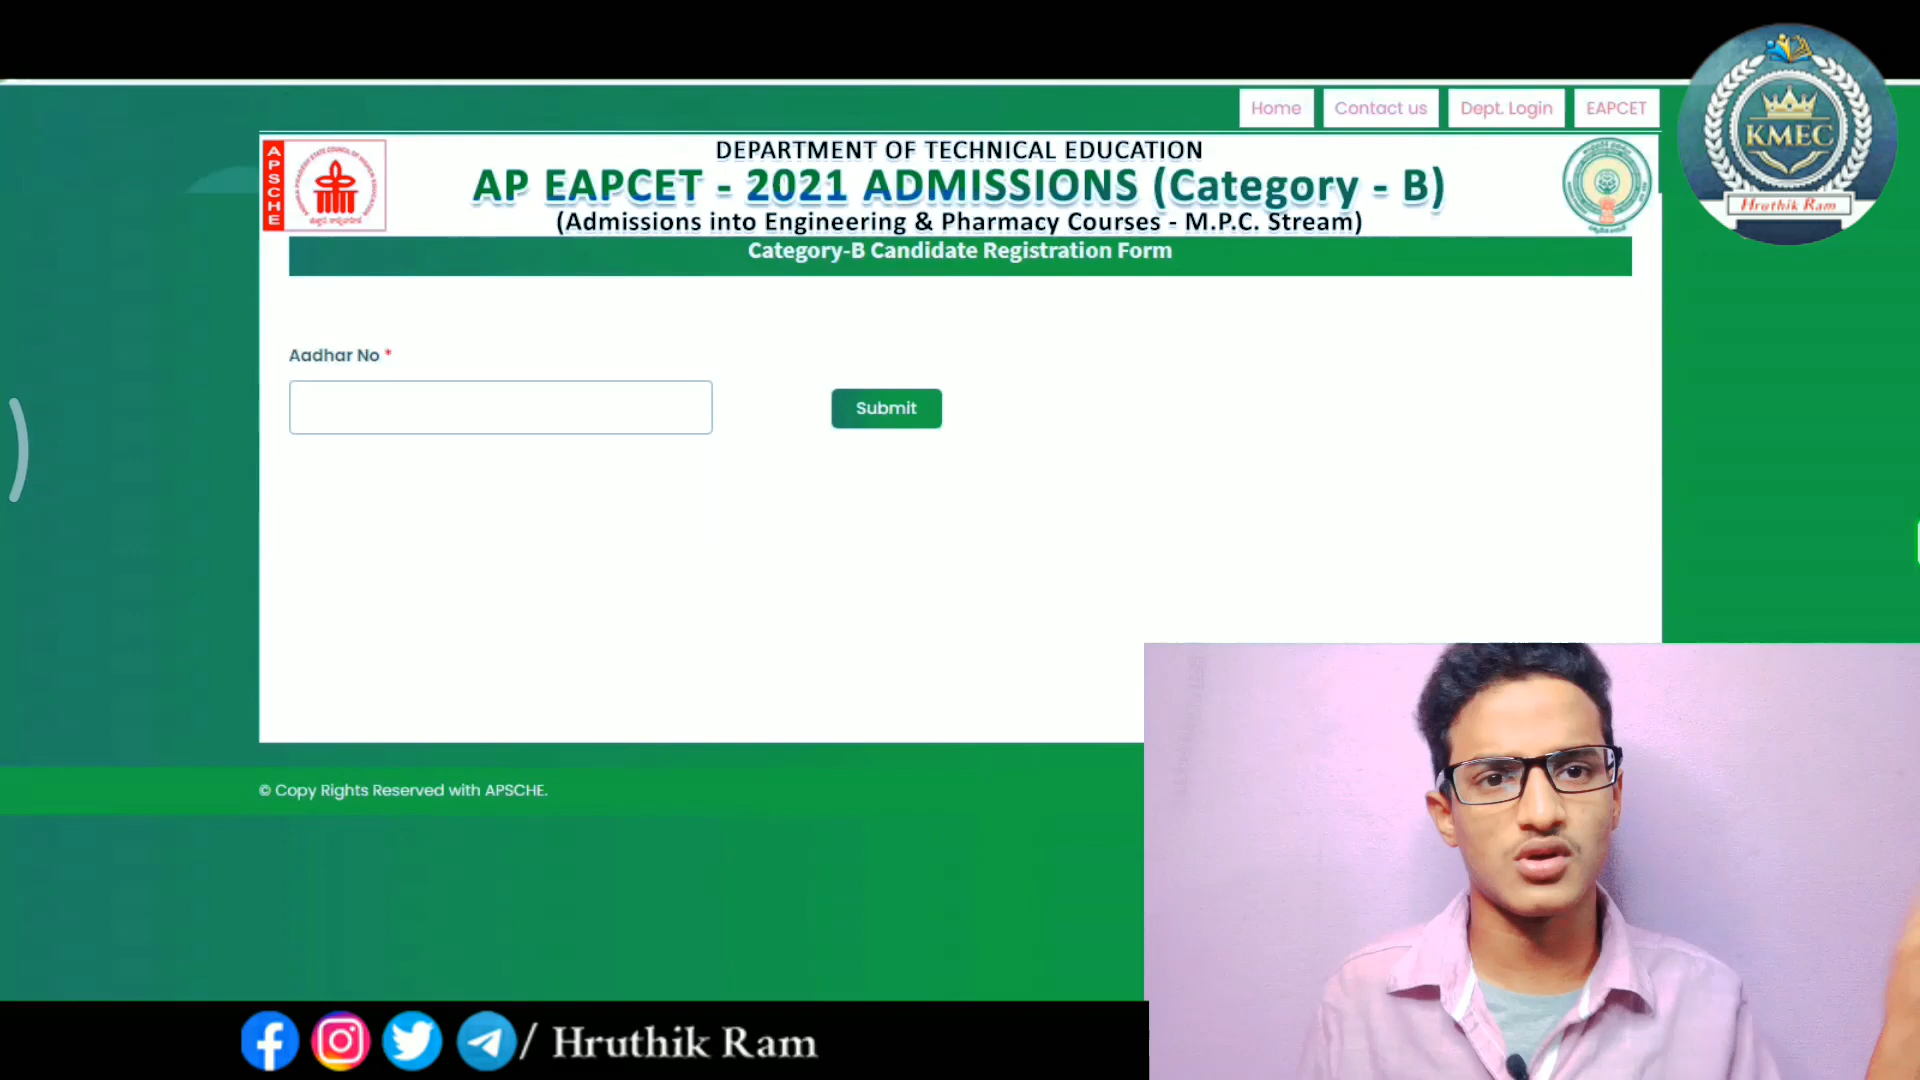 Home
Contact us
Dept. Login
EAPCET
KMEC
Hruthik Ram
APSCHE
DEPARTMENT OF TECHNICAL EDUCATION
AP EAPCET - 2021 ADMISSIONS (Category - B)
(Admissions into Engineering & Pharmacy Courses - M.P.C. Stream)
Category-B Candidate Registration Form
Aadhar No *
Submit
© Copy Rights Reserved with APSCHE.
/ Hruthik Ram